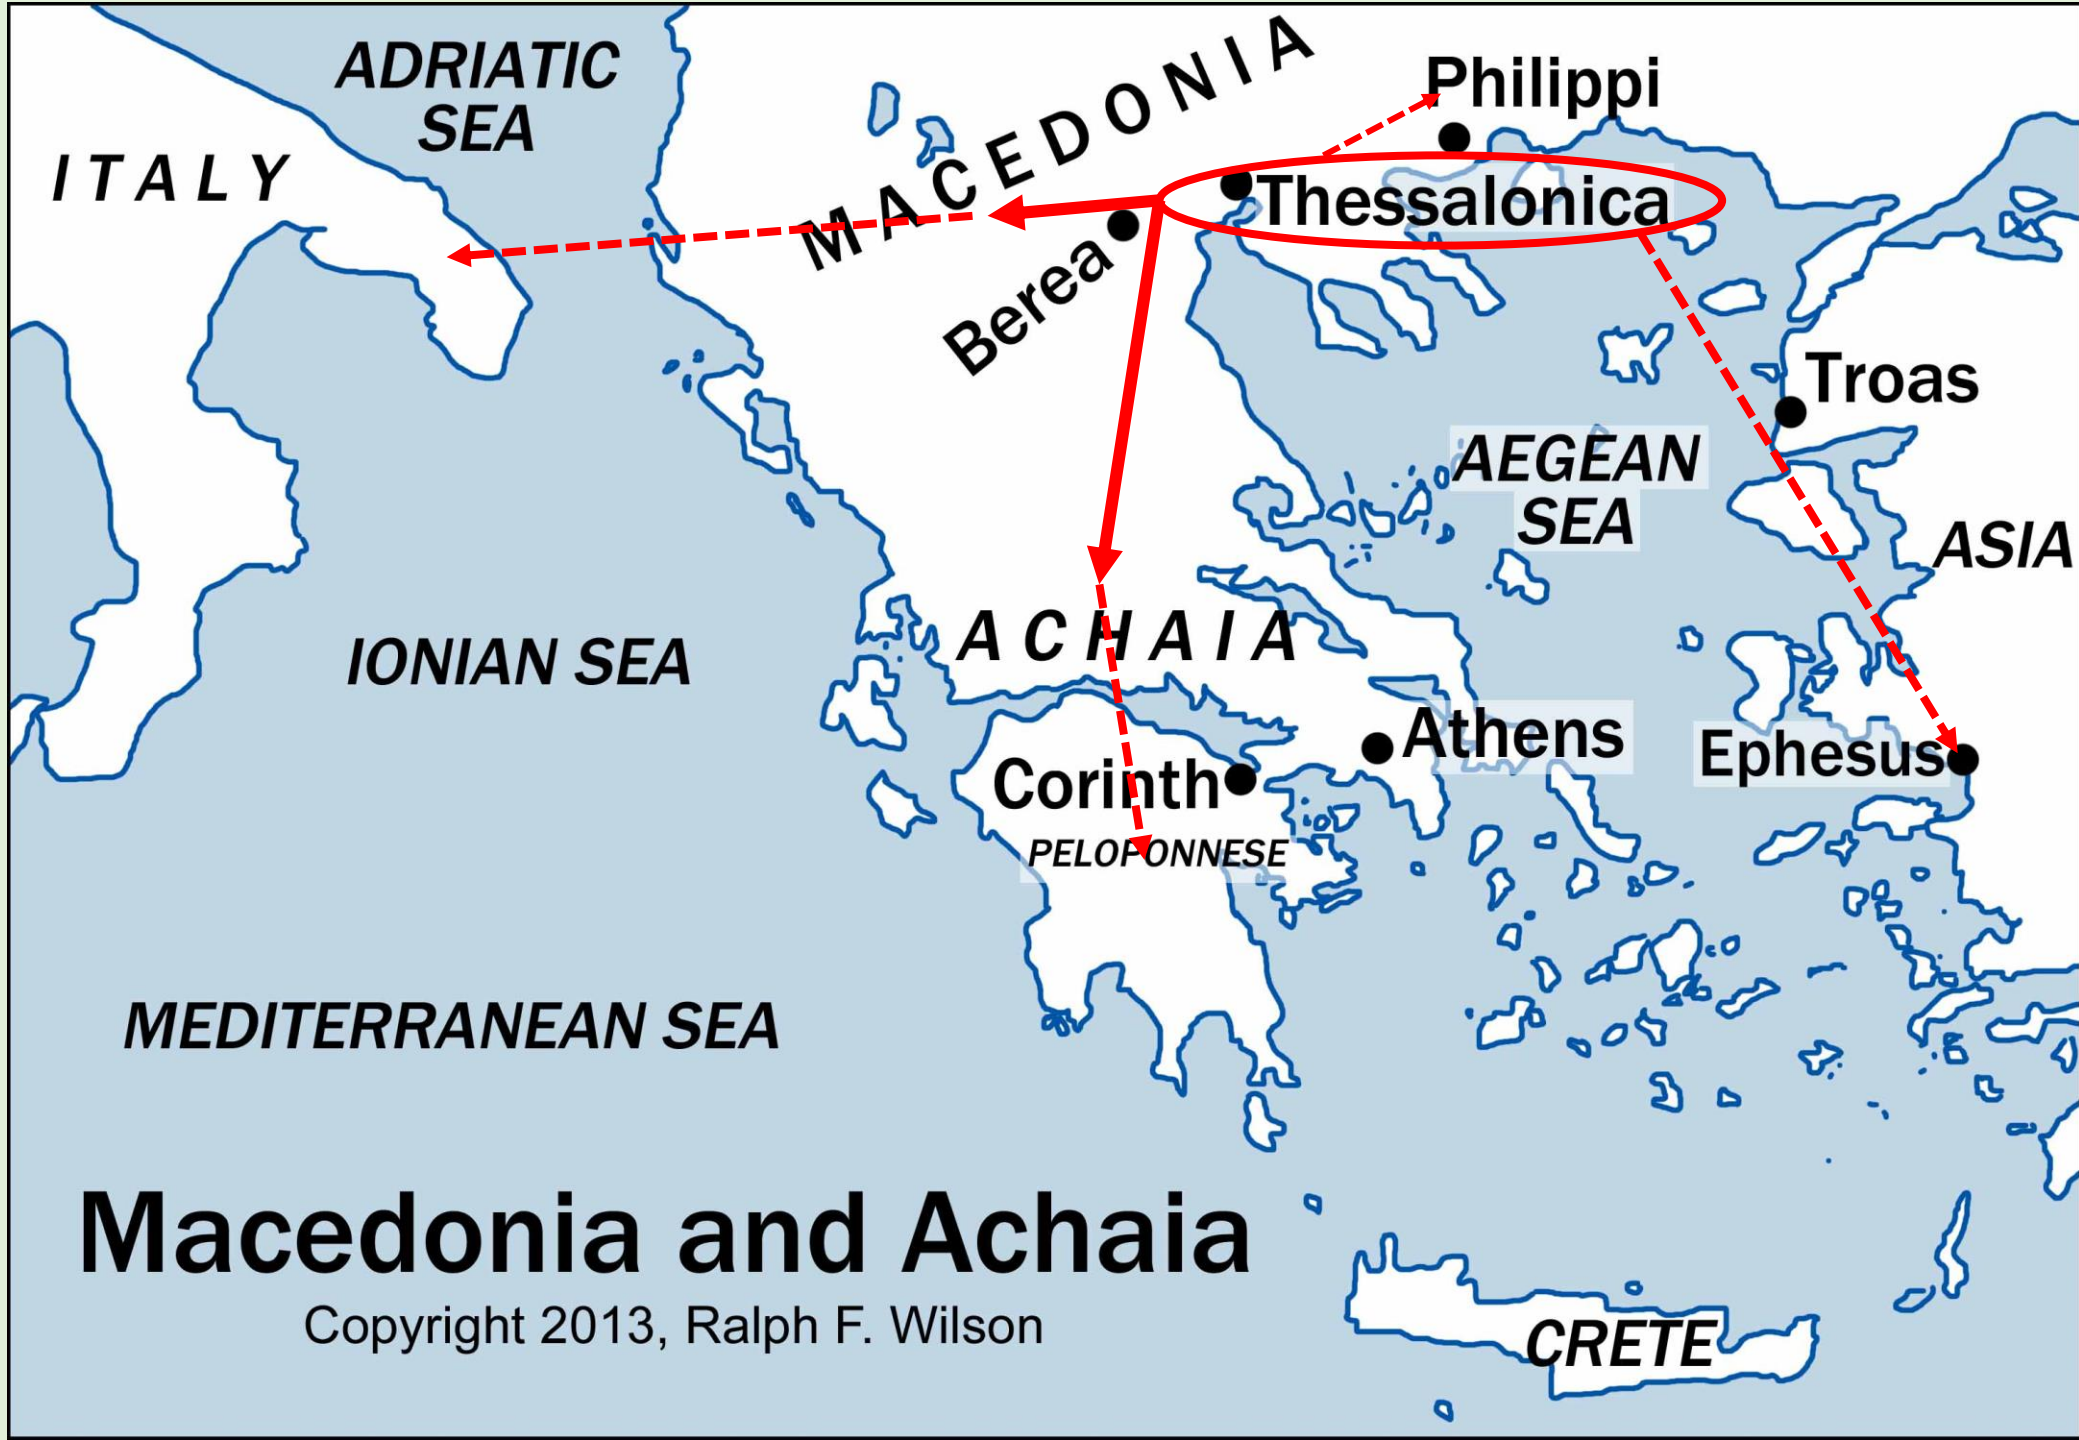 ADRIATIC
SEA
ITALY
MACEDONIA
Philippi
Thessalonica
Berea
Troas
AEGEAN
SEA
ASIA
ACHAIA
IONIAN SEA
Athens
Ephesus
Corinth
PELOPONNESE
MEDITERRANEAN SEA
Macedonia and Achaia
Copyright 2013, Ralph F. Wilson
CRETE